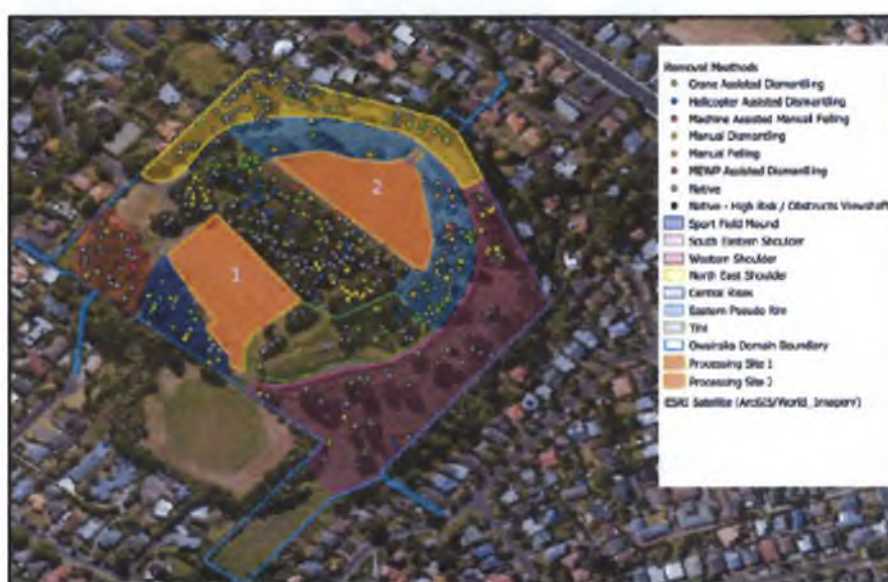 1
2
Removal Methods
Crane Assisted Dismantling
Helicopter Assisted Dismantling
Machine Assisted Manual Felling
Manual Dismantling
Manual Felling
MEWP Assisted Dismantling
Native
Native - High Risk / Obstructs Viewshaft
Sport Field Mound
South Eastern Shoulder
Western Shoulder
North East Shoulder
Central
Eastern Pseudo Rim
Tihi
Owairaka Domain Boundary
Processing Site 1
Processing Site 2
ESRI Satellite (ArcGIS/World_Imagery)